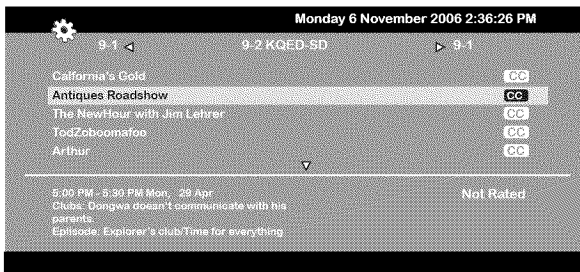 Monday 6 November 2006 2:36:26 PM
9-1 9-2 KQED-SD 9-1
Calfornia's Gold CC
Antiques Roadshow CC
The NewHour with Jim Lehrer CC
TodZoboomafoo CC
Arthur CC
5:00 PM - 5:30 PM Mon, 29 Apr Not Rated
Clubs: Dongwa doean't communicate with his
parents.
Eplisode: Explorer's club/Time for everything